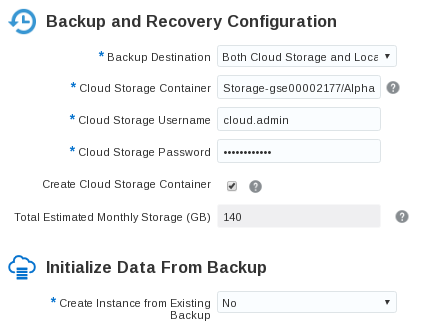 Backup and Recovery Configuration
* Backup Destination Both Cloud Storage and Loca
* Cloud Storage Container Storage-gse00002177/Alpha
* Cloud Storage Username cloud.admin
* Cloud Storage Password ••••••••••••
Create Cloud Storage Container
Total Estimated Monthly Storage (GB) 140
Initialize Data From Backup
* Create Instance from Existing No
Backup